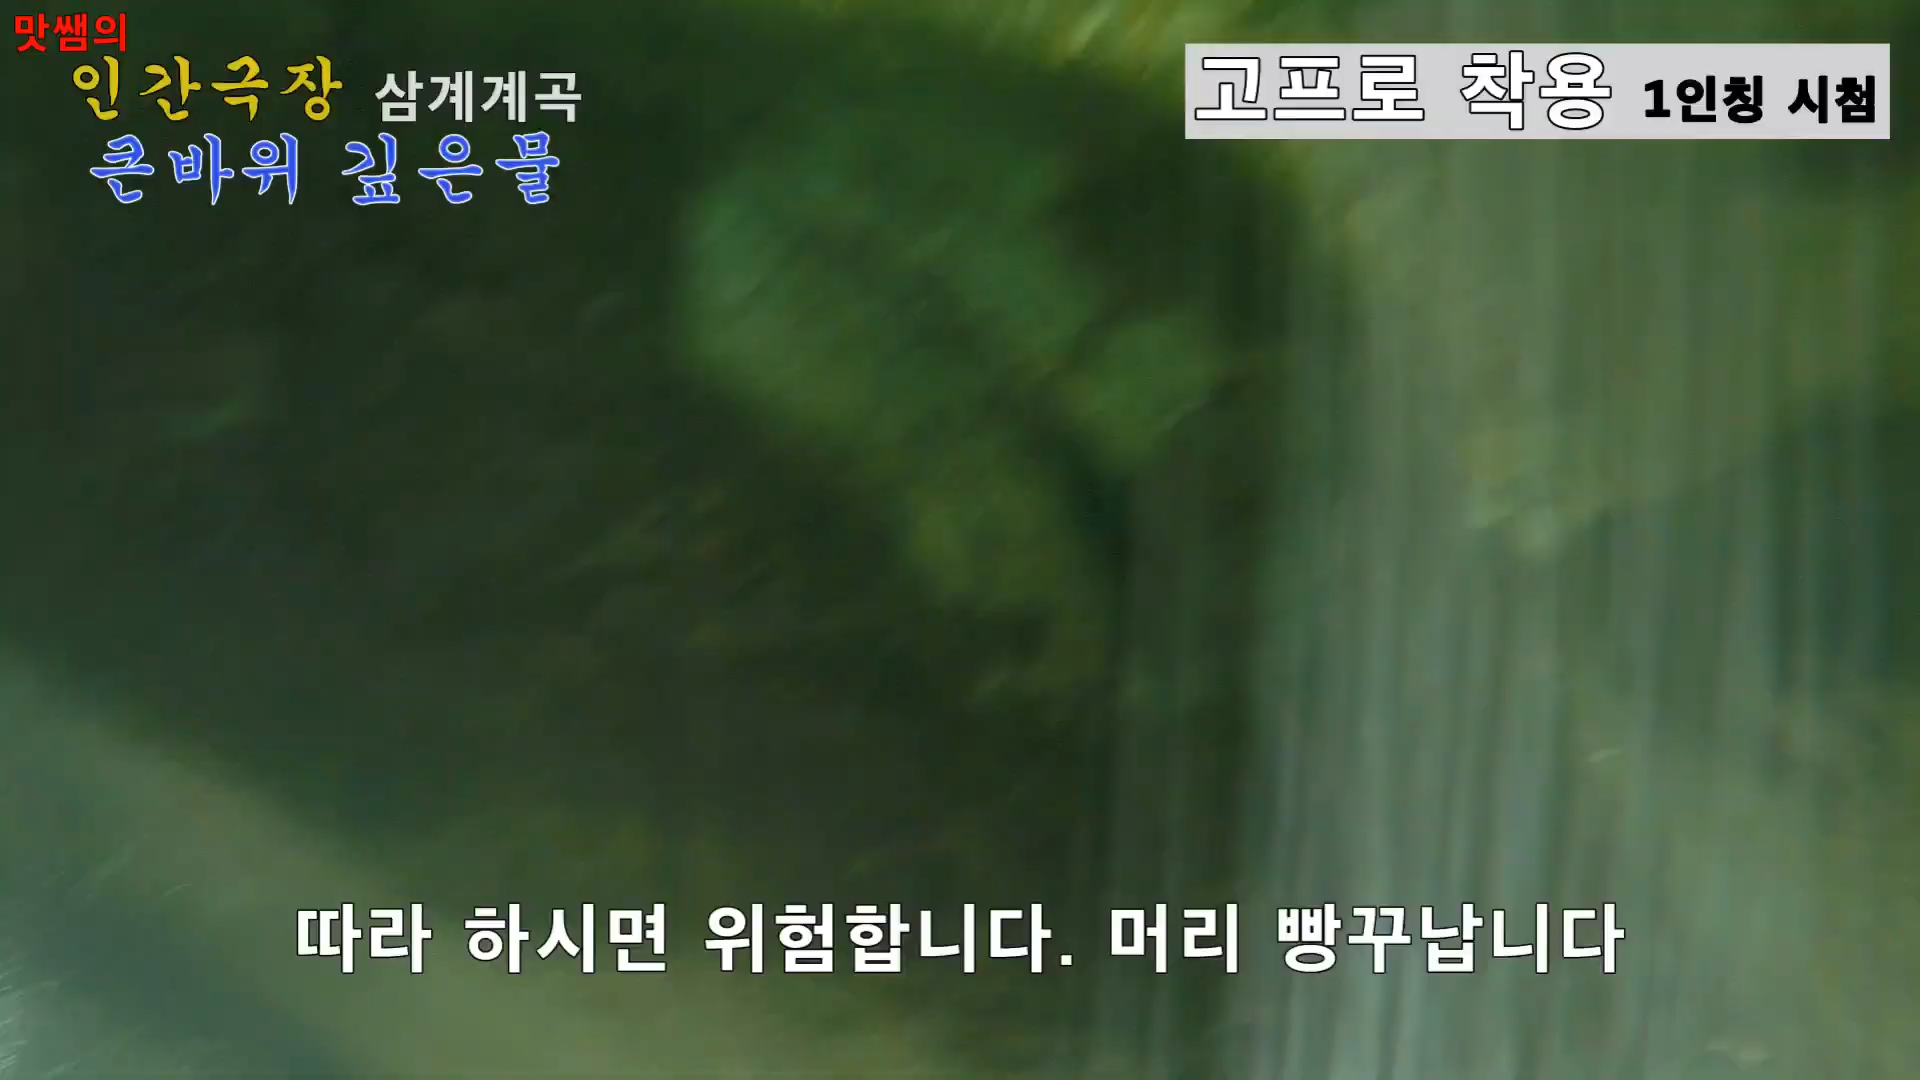 맛쌤의
인간극장 삼계계곡
큰바위 깊은물
고프로 착용 1인칭 시첨
따라 하시면 위험합니다. 머리 빵꾸납니다